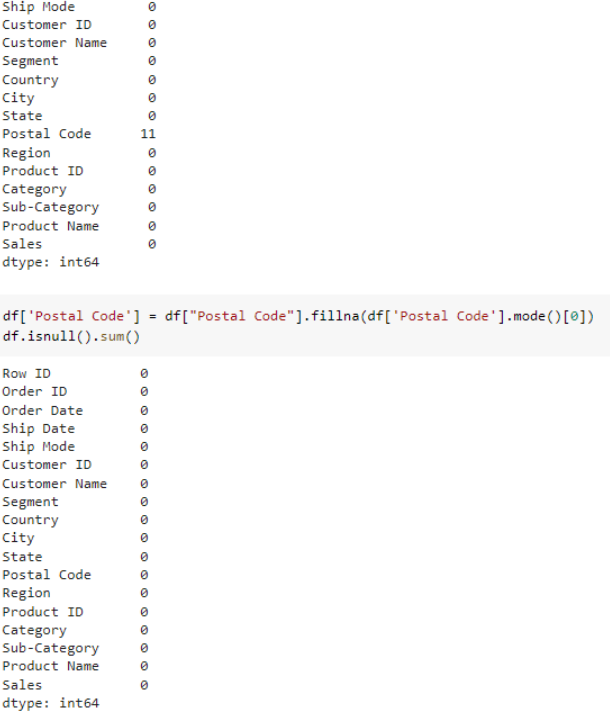 Ship Mode 0
Customer ID 0
Customer Name 0
Segment 0
Country 0
City 0
State 0
Postal Code 11
Region 0
Product ID 0
Category 0
Sub-Category 0
Product Name 0
Sales 0
dtype: int64
df['Postal Code'] = df["Postal Code"].fillna(df['Postal Code'].mode()[0])
df.isnull().sum()
Row ID 0
Order ID 0
Order Date 0
Ship Date 0
Ship Mode 0
Customer ID 0
Customer Name 0
Segment 0
Country 0
City 0
State 0
Postal Code 0
Region 0
Product ID 0
Category 0
Sub-Category 0
Product Name 0
Sales 0
dtype: int64